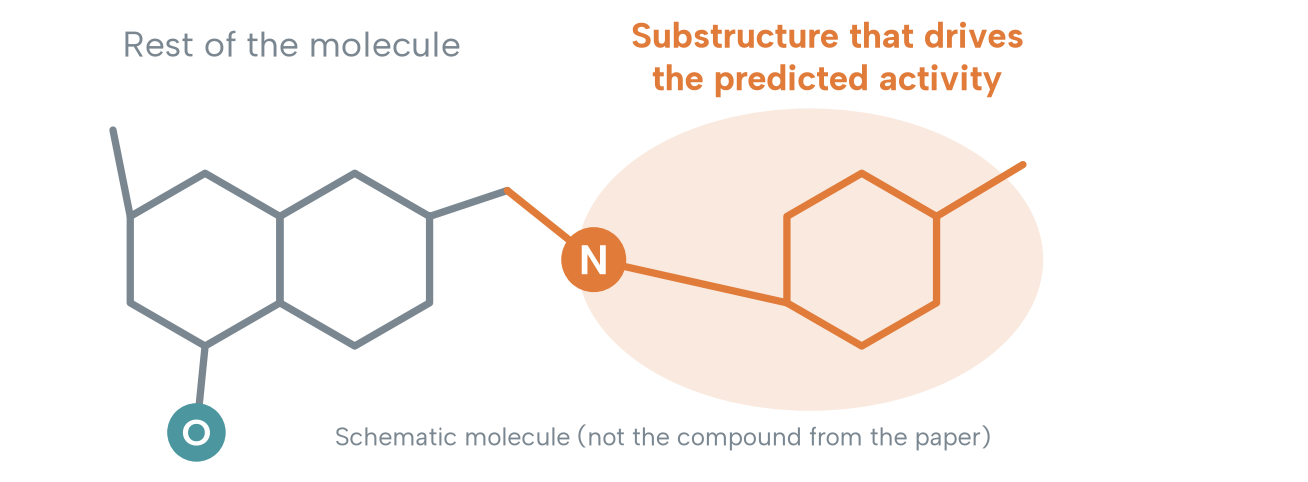 Rest of the molecule
Substructure that drives
the predicted activity
N
O
Schematic molecule (not the compound from the paper)